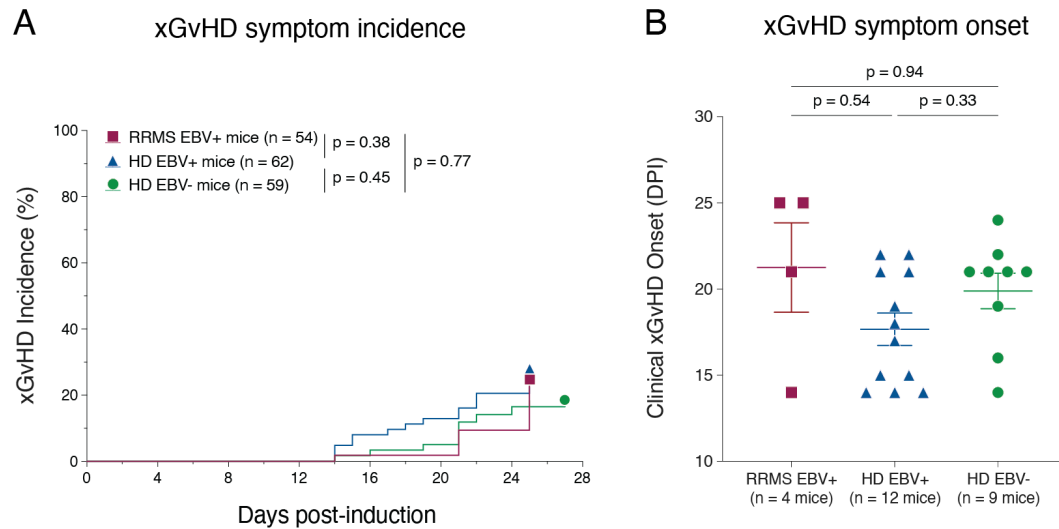 A
xGvHD symptom incidence
xGvHD Incidence (%)
100
80
60
40
20
0
RRMS EBV+ mice (n = 54)
HD EBV+ mice (n = 62)
HD EBV- mice (n = 59)
p = 0.38
p = 0.45
p = 0.77
0 4 8 12 16 20 24 28
Days post-induction
B
xGvHD symptom onset
p = 0.94
p = 0.54 p = 0.33
Clinical xGvHD Onset (DPI)
30
25
20
15
10
RRMS EBV+ HD EBV+ HD EBV-
(n = 4 mice) (n = 12 mice) (n = 9 mice)